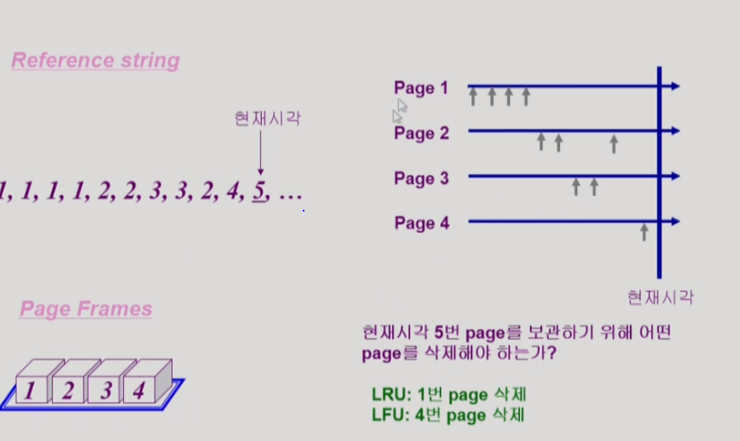 Reference string
현재시각
1, 1, 1, 1, 2, 2, 3, 3, 2, 4, 5, ...
Page Frames
1 2 3 4
Page 1
Page 2
Page 3
Page 4
현재시각
현재시각 5번 page를 보관하기 위해 어떤
page를 삭제해야 하는가?
LRU: 1번 page 삭제
LFU: 4번 page 삭제